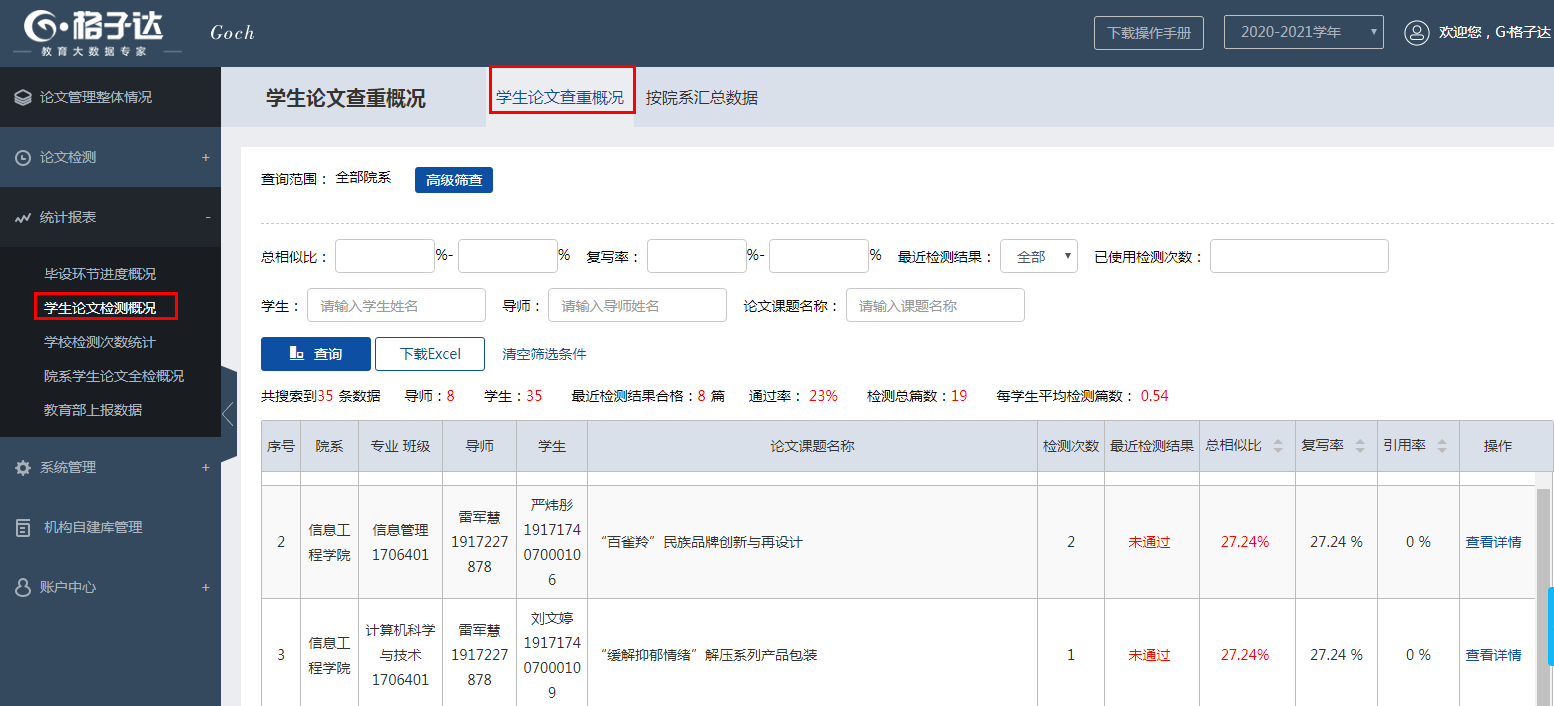 格子达
教育大数据专家
Goch
下载操作手册
2020-2021学年
欢迎您，G·格子达
论文管理整体情况
论文检测 +
统计报表 -
毕设环节进度概况
学生论文检测概况
学校检测次数统计
院系学生论文全检概况
教育部上报数据
系统管理 +
机构自建库管理
账户中心 +
学生论文查重概况 学生论文查重概况 按院系汇总数据
查询范围： 全部院系 高级筛查
总相似比： %- % 复写率： %- % 最近检测结果： 全部 已使用检测次数：
学生： 请输入学生姓名 导师： 请输入导师姓名 论文课题名称： 请输入课题名称
查询 下载Excel 清空筛选条件
共搜索到35 条数据 导师：8 学生：35 最近检测结果合格：8 篇 通过率： 23% 检测总篇数：19 每学生平均检测篇数： 0.54
序号 院系 专业 班级 导师 学生 论文课题名称 检测次数 最近检测结果 总相似比 复写率 引用率 操作
2
信息工
程学院
信息管理
1706401
雷军慧
1917227
878
严炜彤
1917174
0700010
6
“百雀羚”民族品牌创新与再设计
2
未通过
27.24%
27.24 %
0 %
查看详情
3
信息工
程学院
计算机科学
与技术
1706401
雷军慧
1917227
878
刘文婷
1917174
0700010
9
“缓解抑郁情绪”解压系列产品包装
1
未通过
27.24%
27.24 %
0 %
查看详情